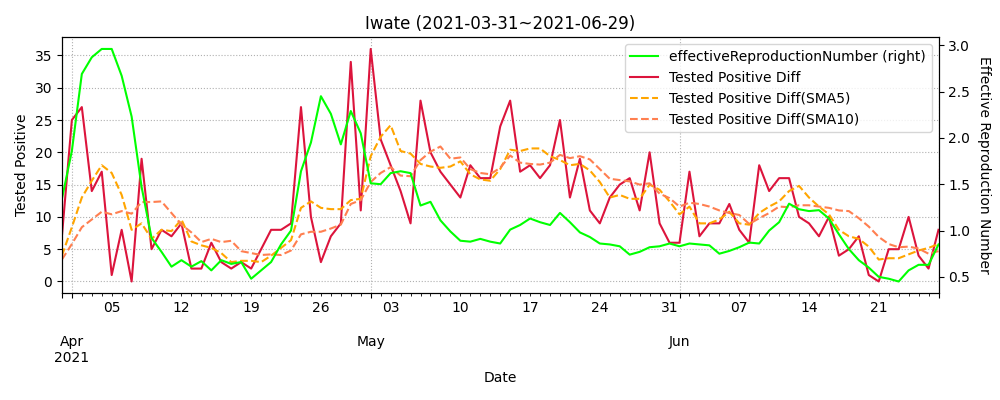 Iwate (2021-03-31~2021-06-29)
effectiveReproductionNumber (right)
Tested Positive Diff
Tested Positive Diff(SMA5)
Tested Positive Diff(SMA10)
Tested Positive
35
30
25
20
15
10
5
0
3.0
2.5
2.0
1.5
1.0
0.5
Effective Reproduction Number
05 12 19 26 03 10 17 24 31 07 14 21
Apr May Jun
2021
Date